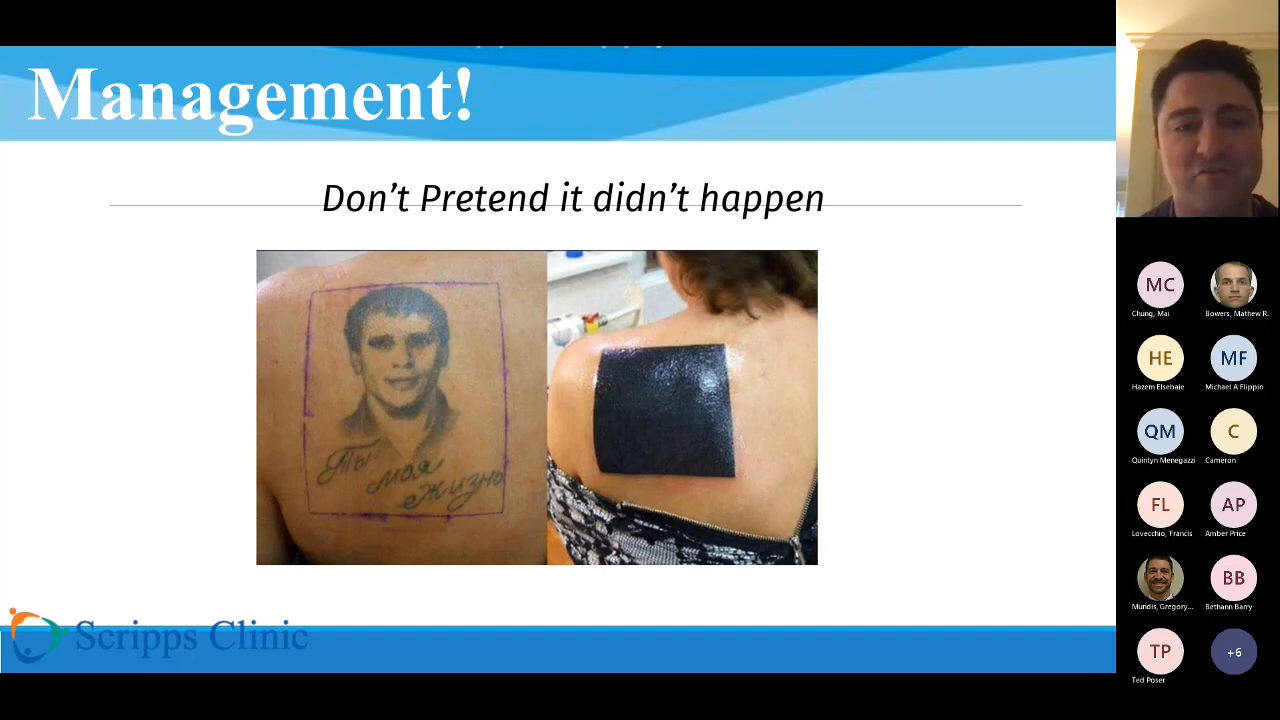 Management!
Don’t Pretend it didn’t happen
Ты
моя
жизнь
Scripps Clinic
MC
Chung, Mai
Bowers, Mathew R.
HE
Hazem Elsebaie
MF
Michael A Flippin
QM
Quintyn Menegazzi
C
Cameron
FL
Lovecchio, Francis
AP
Amber Price
Mundis, Gregory...
BB
Bethann Barry
TP
Ted Poser
+6